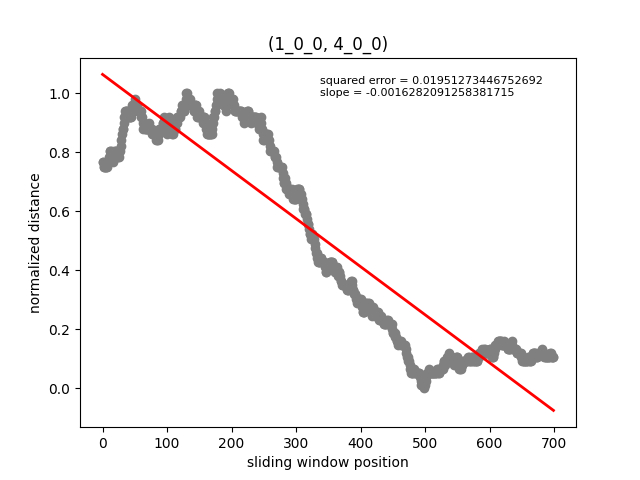 (1_0_0, 4_0_0)
squared error = 0.01951273446752692
slope = -0.0016282091258381715
normalized distance
1.0
0.8
0.6
0.4
0.2
0.0
0 100 200 300 400 500 600 700
sliding window position